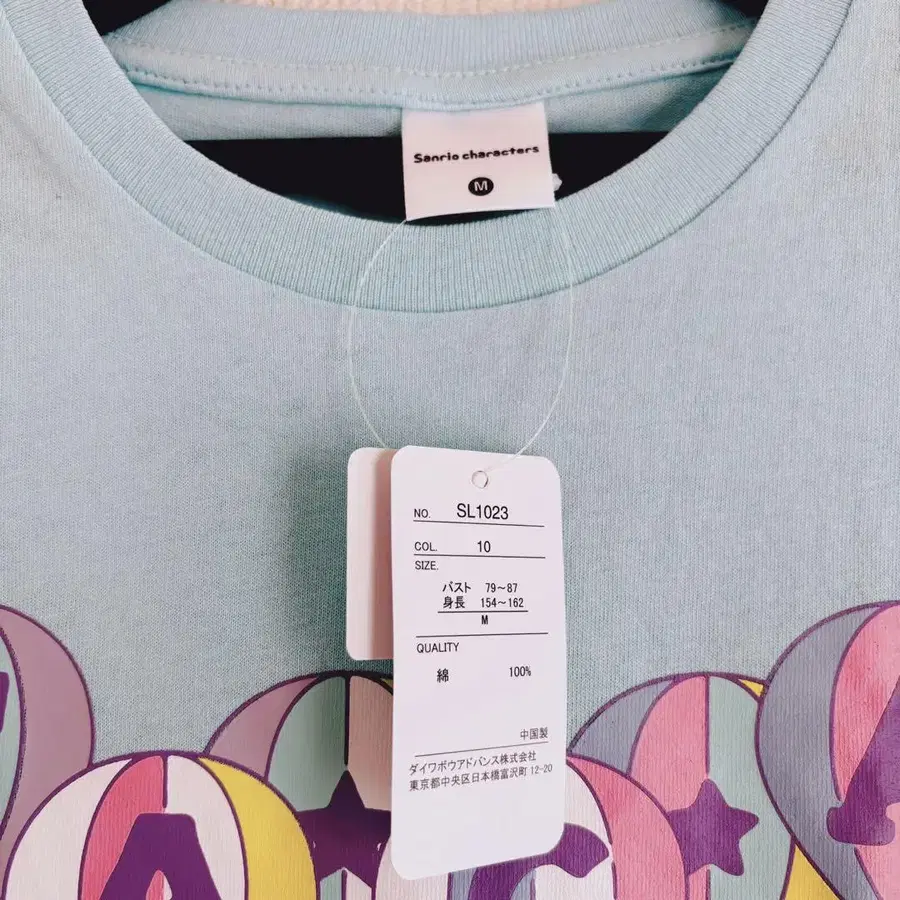 Sanrio characters
M
NO. SL1023
COL. 10
SIZE.
バスト 79~87
身長 154~162
M
QUALITY
綿 100%
中国製
ダイワボウアドバンス株式会社
東京都中央区日本橋富沢町 12-20
A C